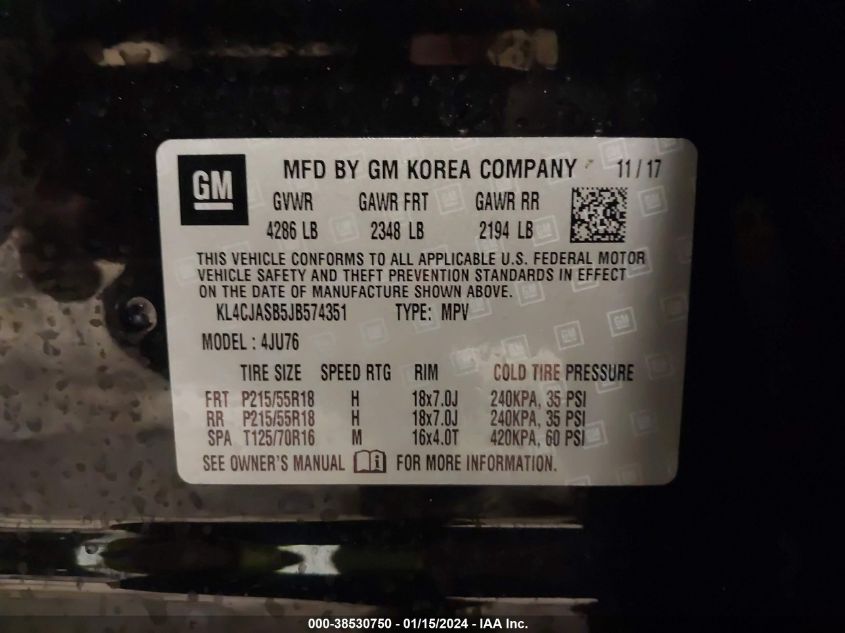 GM
MFD BY GM KOREA COMPANY 11/17
GVWR GAWR FRT GAWR RR
4286 LB 2348 LB 2194 LB
THIS VEHICLE CONFORMS TO ALL APPLICABLE U.S. FEDERAL MOTOR
VEHICLE SAFETY AND THEFT PREVENTION STANDARDS IN EFFECT
ON THE DATE OF MANUFACTURE SHOWN ABOVE.
KL4CJASB5JB574351 TYPE: MPV
MODEL : 4JU76
TIRE SIZE SPEED RTG RIM COLD TIRE PRESSURE
FRT P215/55R18 H 18x7.0J 240KPA, 35 PSI
RR P215/55R18 H 18x7.0J 240KPA, 35 PSI
SPA T125/70R16 M 16x4.0T 420KPA, 60 PSI
SEE OWNER'S MANUAL FOR MORE INFORMATION.
000-38530750 - 01/15/2024 - IAA Inc.